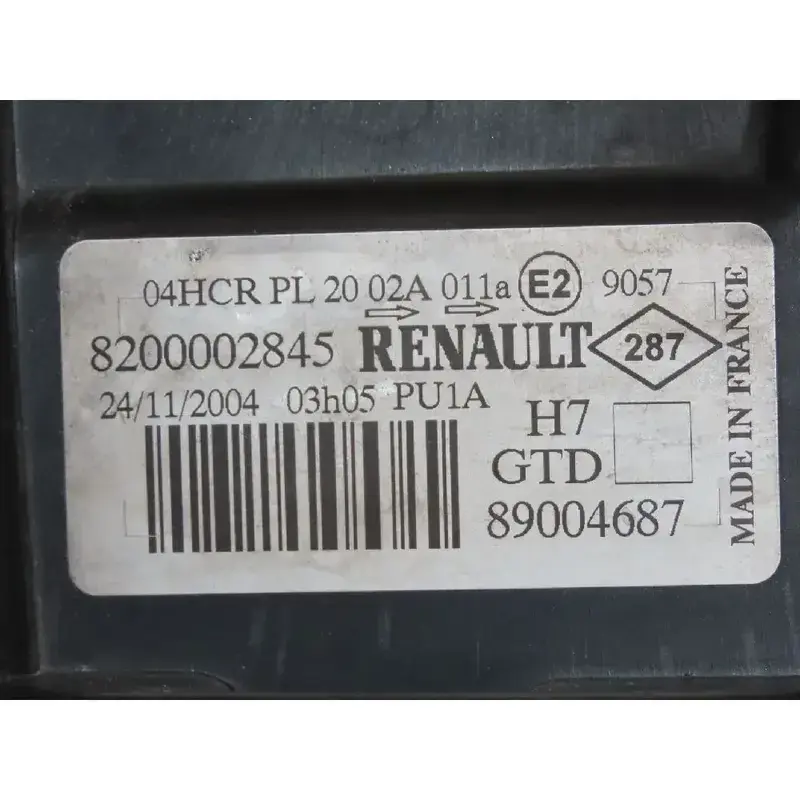 04HCR PL 20 02A 011a E2 9057
8200002845 RENAULT 287
24/11/2004 03h05 PU1A
H7
GTD
89004687
MADE IN FRANCE